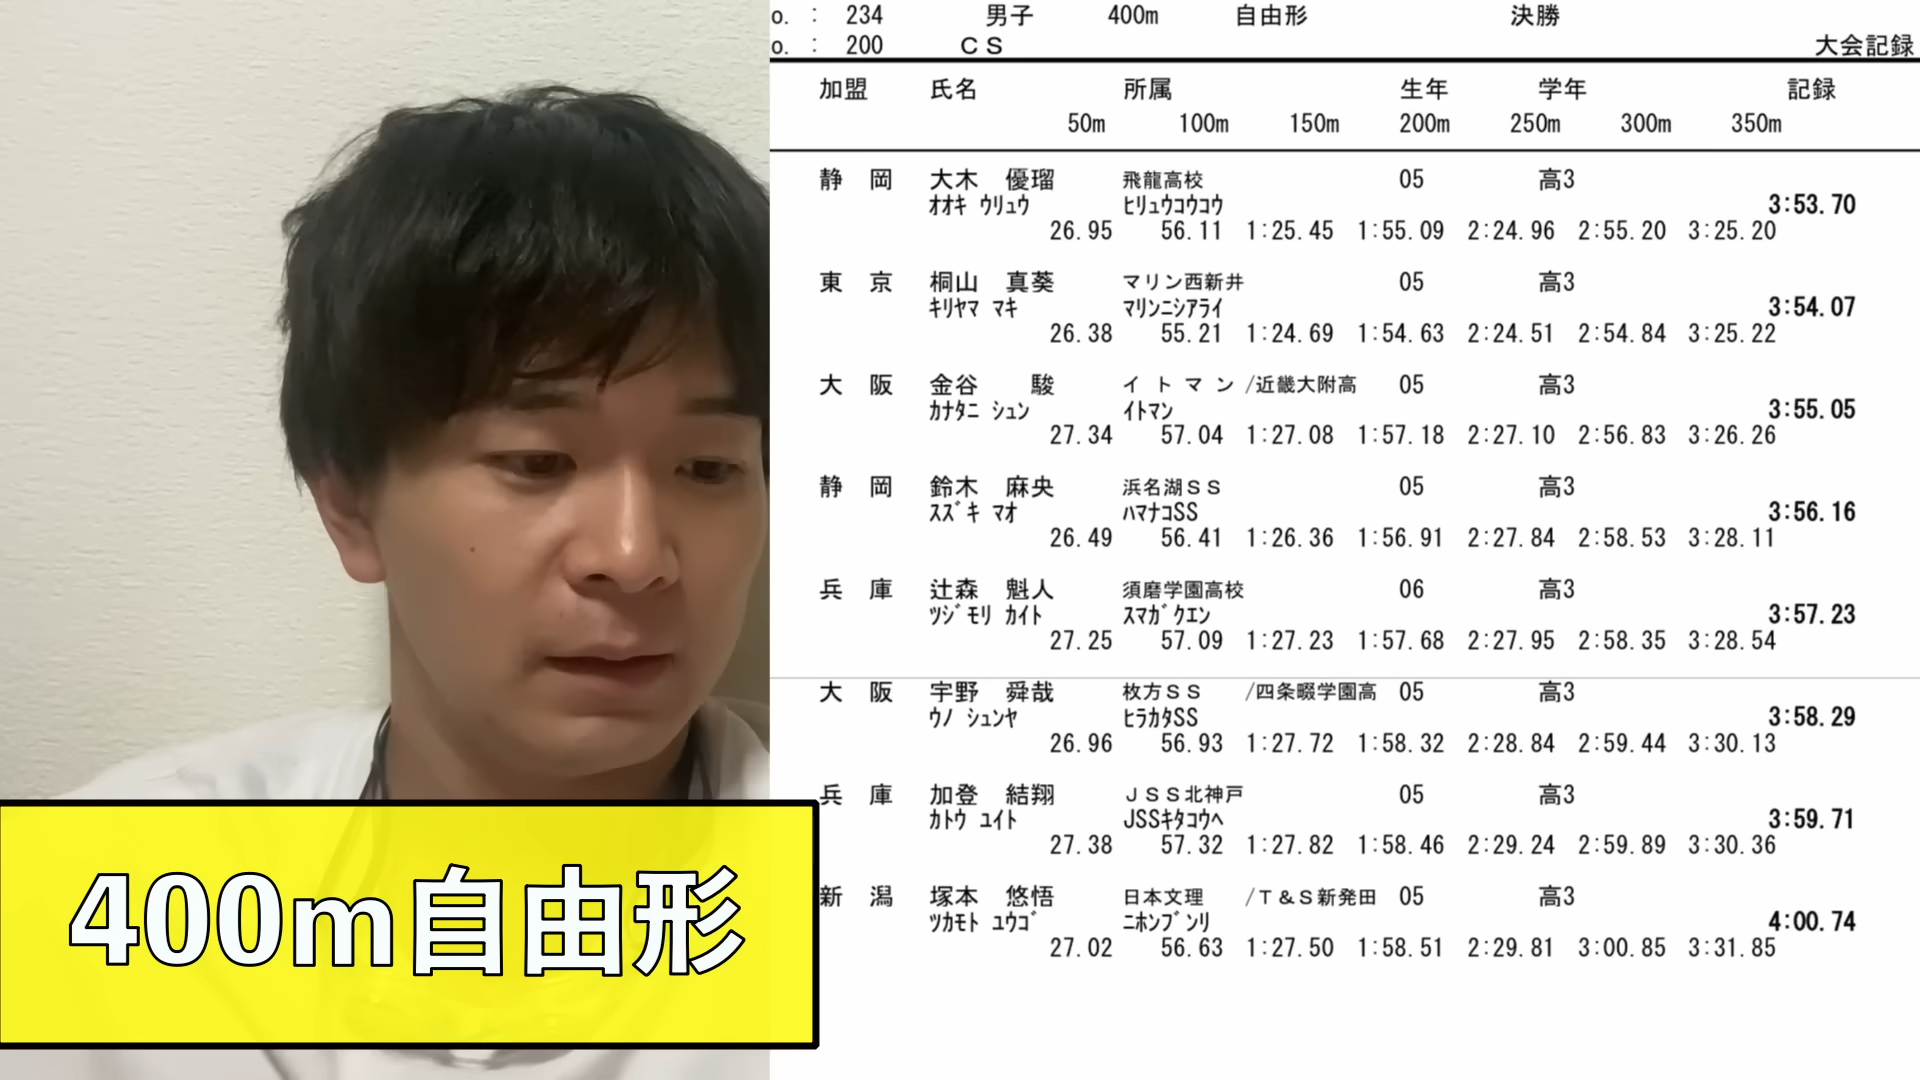 o. : 234 男子 400m 自由形 決勝
o. : 200 ＣＳ 大会記録
加盟 氏名 所属 生年 学年 記録
50m 100m 150m 200m 250m 300m 350m
静 岡 大木 優瑠 飛龍高校 05 高3
ｵｵｷ ｳﾘｭｳ ﾋﾘｭｳｺｳｺｳ 3:53.70
26.95 56.11 1:25.45 1:55.09 2:24.96 2:55.20 3:25.20
東 京 桐山 真葵 マリン西新井 05 高3
ｷﾘﾔﾏ ﾏｷ ﾏﾘﾝﾆｼｱﾗｲ 3:54.07
26.38 55.21 1:24.69 1:54.63 2:24.51 2:54.84 3:25.22
大 阪 金谷 駿 イ ト マ ン /近畿大附高 05 高3
ｶﾅﾀﾆ ｼｭﾝ ｲﾄﾏﾝ 3:55.05
27.34 57.04 1:27.08 1:57.18 2:27.10 2:56.83 3:26.26
静 岡 鈴木 麻央 浜名湖ＳＳ 05 高3
ｽｽﾞｷ ﾏｵ ﾊﾏﾅｺSS 3:56.16
26.49 56.41 1:26.36 1:56.91 2:27.84 2:58.53 3:28.11
兵 庫 辻森 魁人 須磨学園高校 06 高3
ﾂｼﾞﾓﾘ ｶｲﾄ ｽﾏｶﾞｸｴﾝ 3:57.23
27.25 57.09 1:27.23 1:57.68 2:27.95 2:58.35 3:28.54
大 阪 宇野 舜哉 枚方ＳＳ /四条畷学園高 05 高3
ｳﾉ ｼｭﾝﾔ ﾋﾗｶﾀSS 3:58.29
26.96 56.93 1:27.72 1:58.32 2:28.84 2:59.44 3:30.13
兵 庫 加登 結翔 ＪＳＳ北神戸 05 高3
ｶﾄｳ ﾕｲﾄ JSSｷﾀｺｳﾍ 3:59.71
27.38 57.32 1:27.82 1:58.46 2:29.24 2:59.89 3:30.36
新 潟 塚本 悠悟 日本文理 /Ｔ＆Ｓ新発田 05 高3
ﾂｶﾓﾄ ﾕｳｺﾞ ﾆﾎﾝﾌﾞﾝﾘ 4:00.74
27.02 56.63 1:27.50 1:58.51 2:29.81 3:00.85 3:31.85
400m自由形